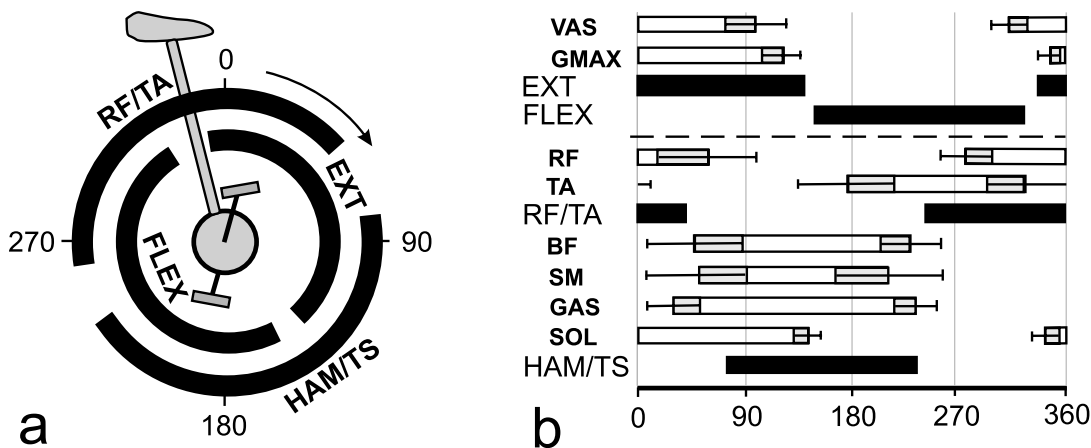 0
RF/TA
EXT
270
90
FLEX
HAM/TS
180
a
VAS
GMAX
EXT
FLEX
RF
TA
RF/TA
BF
SM
GAS
SOL
HAM/TS
0 90 180 270 360
b